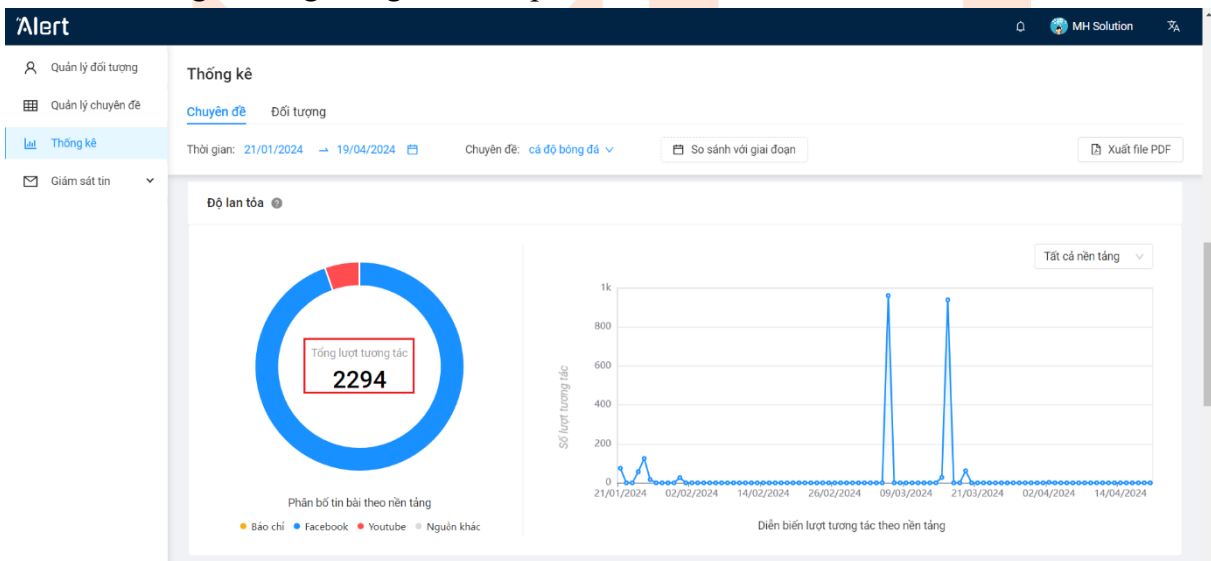 Alert
MH Solution
Quản lý đối tượng
Quản lý chuyên đề
Thống kê
Giám sát tin
Thống kê
Chuyên đề Đối tượng
Thời gian: 21/01/2024 → 19/04/2024 Chuyên đề: cá độ bóng đá So sánh với giai đoạn Xuất file PDF
Độ lan tỏa
Tất cả nền tảng
Tổng lượt tương tác
2294
Phân bố tin bài theo nền tảng
Báo chí Facebook Youtube Nguồn khác
Số lượt tương tác
1k
800
600
400
200
0
21/01/2024 02/02/2024 14/02/2024 26/02/2024 09/03/2024 21/03/2024 02/04/2024 14/04/2024
Diễn biến lượt tương tác theo nền tảng